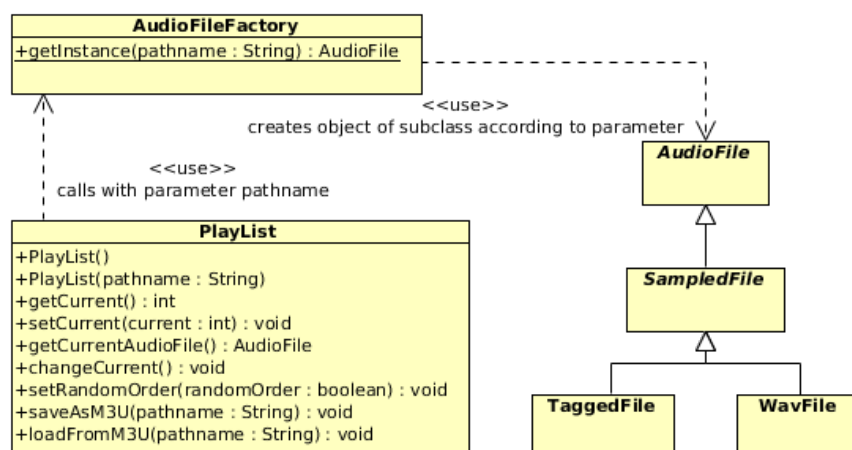 AudioFileFactory
+getInstance(pathname : String) : AudioFile
<<use>>
creates object of subclass according to parameter
AudioFile
<<use>>
calls with parameter pathname
PlayList
+PlayList()
+PlayList(pathname : String)
+getCurrent() : int
+setCurrent(current : int) : void
+getCurrentAudioFile() : AudioFile
+changeCurrent() : void
+setRandomOrder(randomOrder : boolean) : void
+saveAsM3U(pathname : String) : void
+loadFromM3U(pathname : String) : void
SampledFile
TaggedFile
WavFile